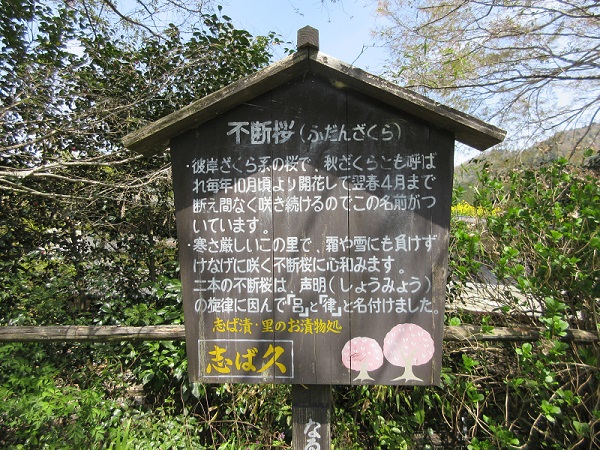 不断桜(ふだんざくら)
・彼岸ざくら系の桜で、秋ざくらとも呼ば
れ毎年10月頃より開花して翌春4月まで
断え間なく咲き続けるのでこの名前がつ
いています。
・寒さ厳しいこの里で、霜や雪にも負けず
けなげに咲く不断桜に心和みます。
二本の不断桜は、声明(しょうみょう)
の旋律に因んで「呂」と「律」と名付けました。
志ば漬・里のお漬物処
志ば久
なる